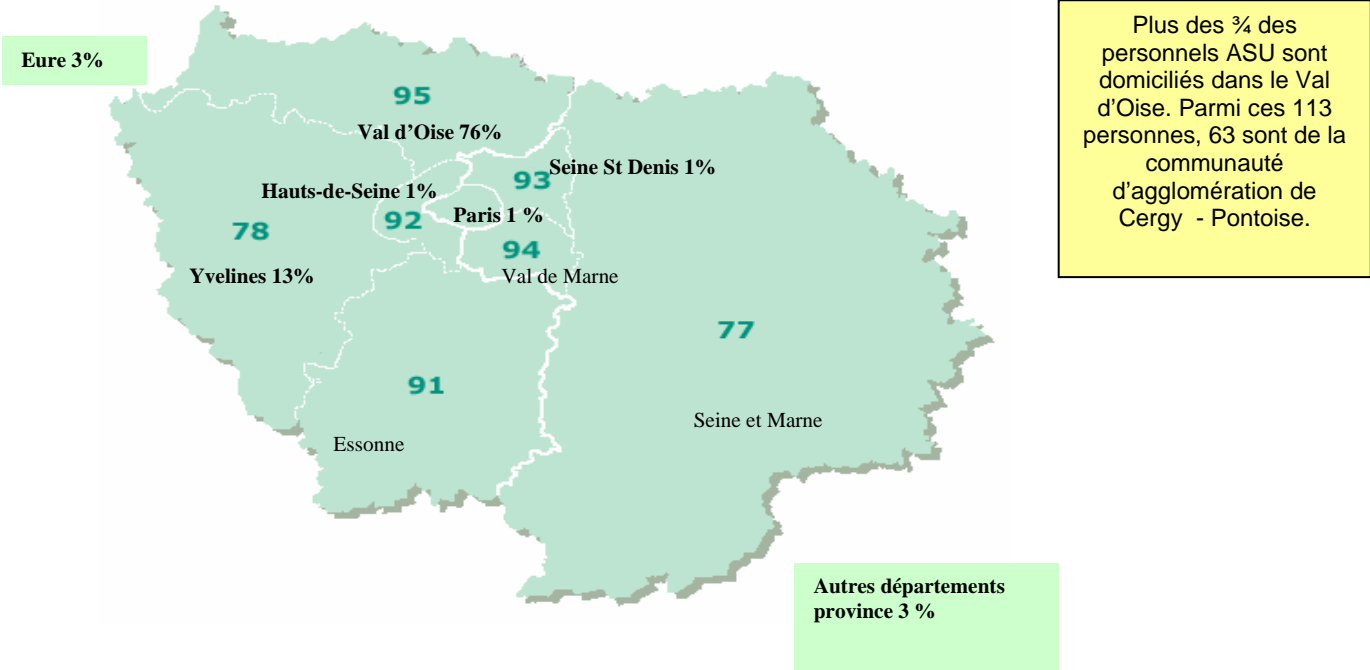 Plus des ¾ des
personnels ASU sont
domiciliés dans le Val
d’Oise. Parmi ces 113
personnes, 63 sont de la
communauté
d’agglomération de
Cergy - Pontoise.
Eure 3%
95
Val d’Oise 76%
Seine St Denis 1%
93
Hauts-de-Seine 1%
92
Paris 1 %
78
94
Yvelines 13%
Val de Marne
77
91
Seine et Marne
Essonne
Autres départements
province 3 %